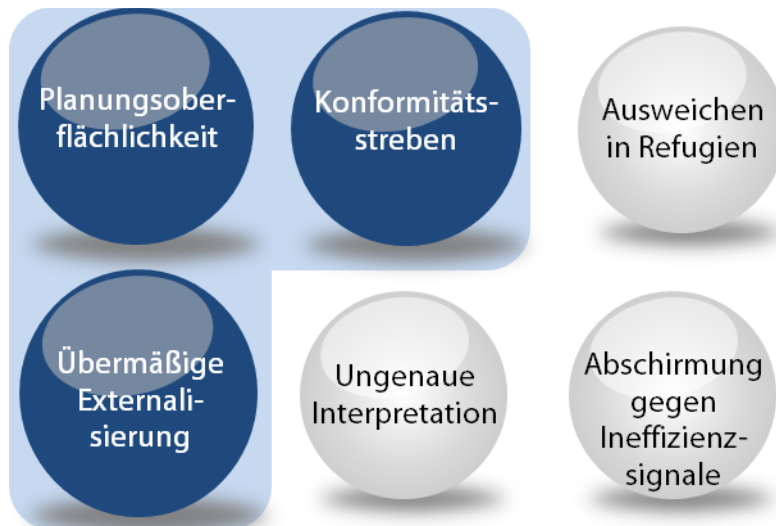 Planungsober-
flächlichkeit
Konformitäts-
streben
Ausweichen
in Refugien
Übermäßige
Externali-
sierung
Ungenaue
Interpretation
Abschirmung
gegen
Ineffizienz-
signale